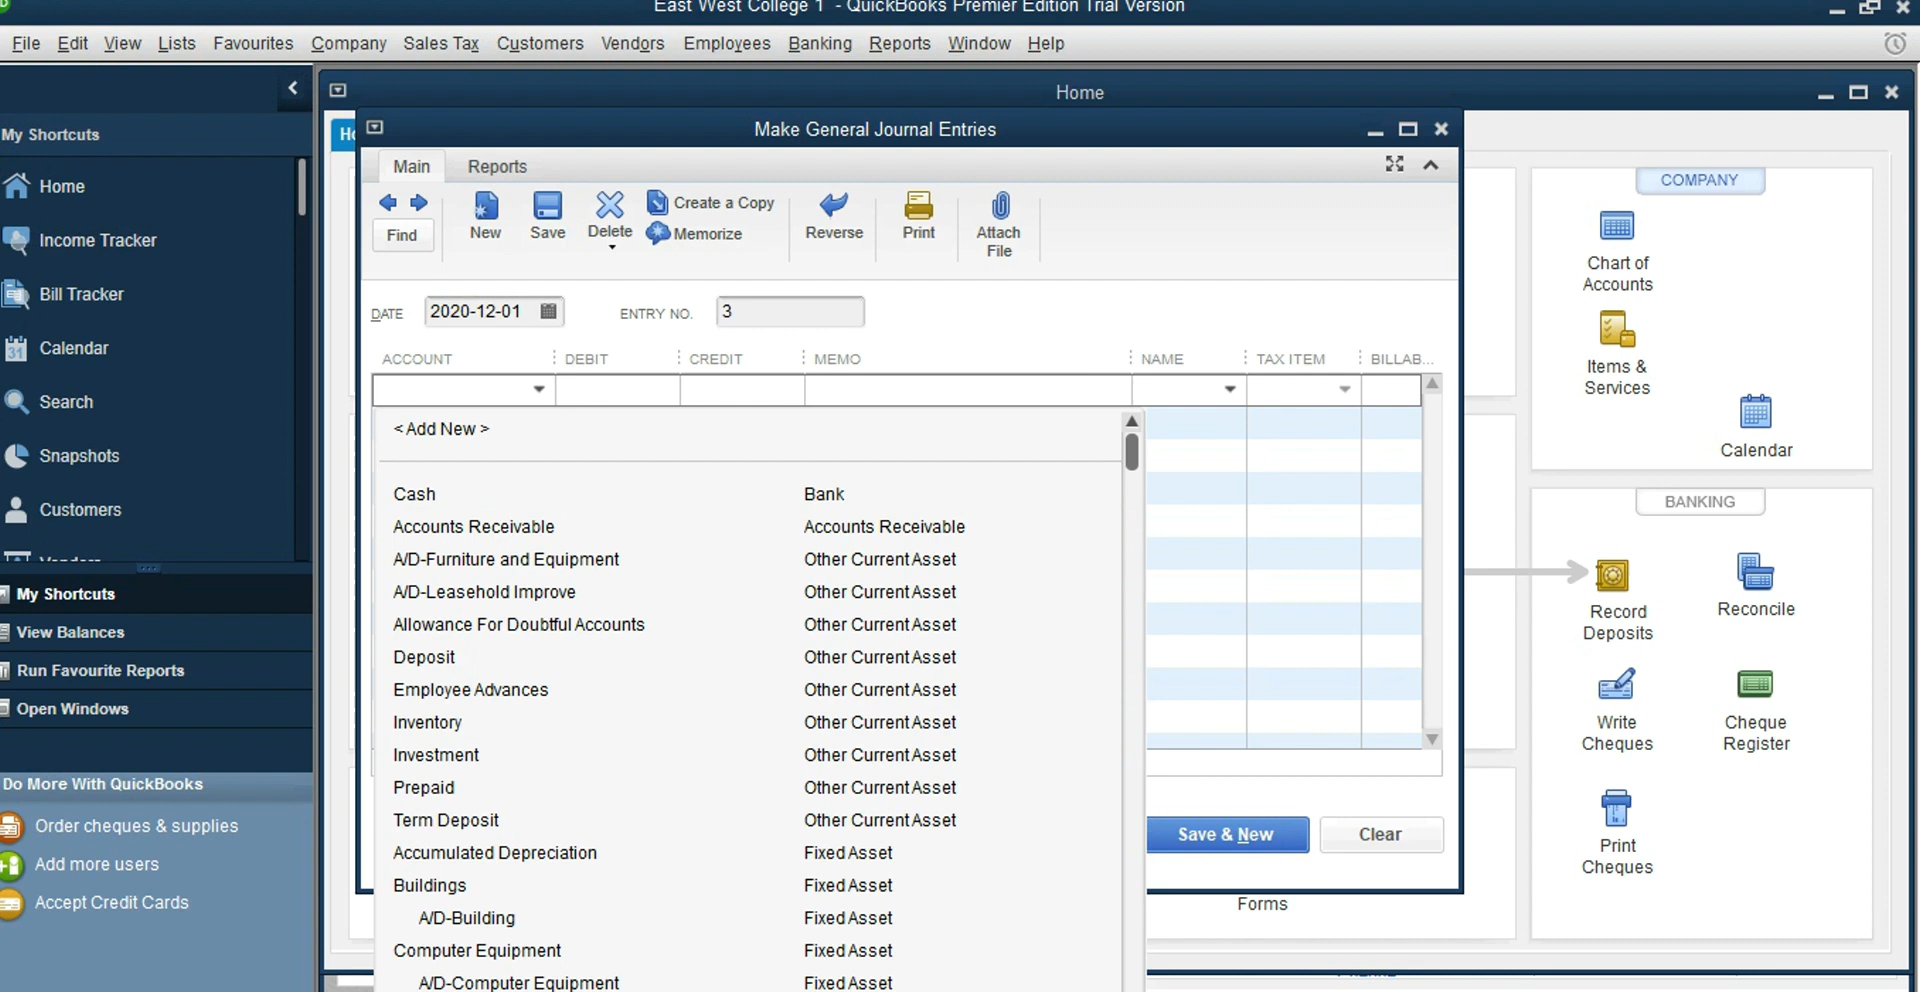 East West College 1 - QuickBooks Premier Edition Trial Version
File Edit View Lists Favourites Company Sales Tax Customers Vendors Employees Banking Reports Window Help
My Shortcuts
Home
Income Tracker
Bill Tracker
31 Calendar
Search
Snapshots
Customers
My Shortcuts
View Balances
Run Favourite Reports
Open Windows
Do More With QuickBooks
Order cheques & supplies
Add more users
Accept Credit Cards
Home
Make General Journal Entries
Main Reports
Find
New
Save
Delete
Create a Copy
Memorize
Reverse
Print
Attach
File
DATE 2020-12-01 ENTRY NO. 3
ACCOUNT DEBIT CREDIT MEMO NAME TAX ITEM BILLAB...
< Add New >
Cash Bank
Accounts Receivable Accounts Receivable
A/D-Furniture and Equipment Other Current Asset
A/D-Leasehold Improve Other Current Asset
Allowance For Doubtful Accounts Other Current Asset
Deposit Other Current Asset
Employee Advances Other Current Asset
Inventory Other Current Asset
Investment Other Current Asset
Prepaid Other Current Asset
Term Deposit Other Current Asset
Accumulated Depreciation Fixed Asset
Buildings Fixed Asset
A/D-Building Fixed Asset
Computer Equipment Fixed Asset
A/D-Computer Equipment Fixed Asset
Save & New Clear
Forms
COMPANY
Chart of
Accounts
Items &
Services
Calendar
BANKING
Record
Deposits
Reconcile
Write
Cheques
Cheque
Register
Print
Cheques